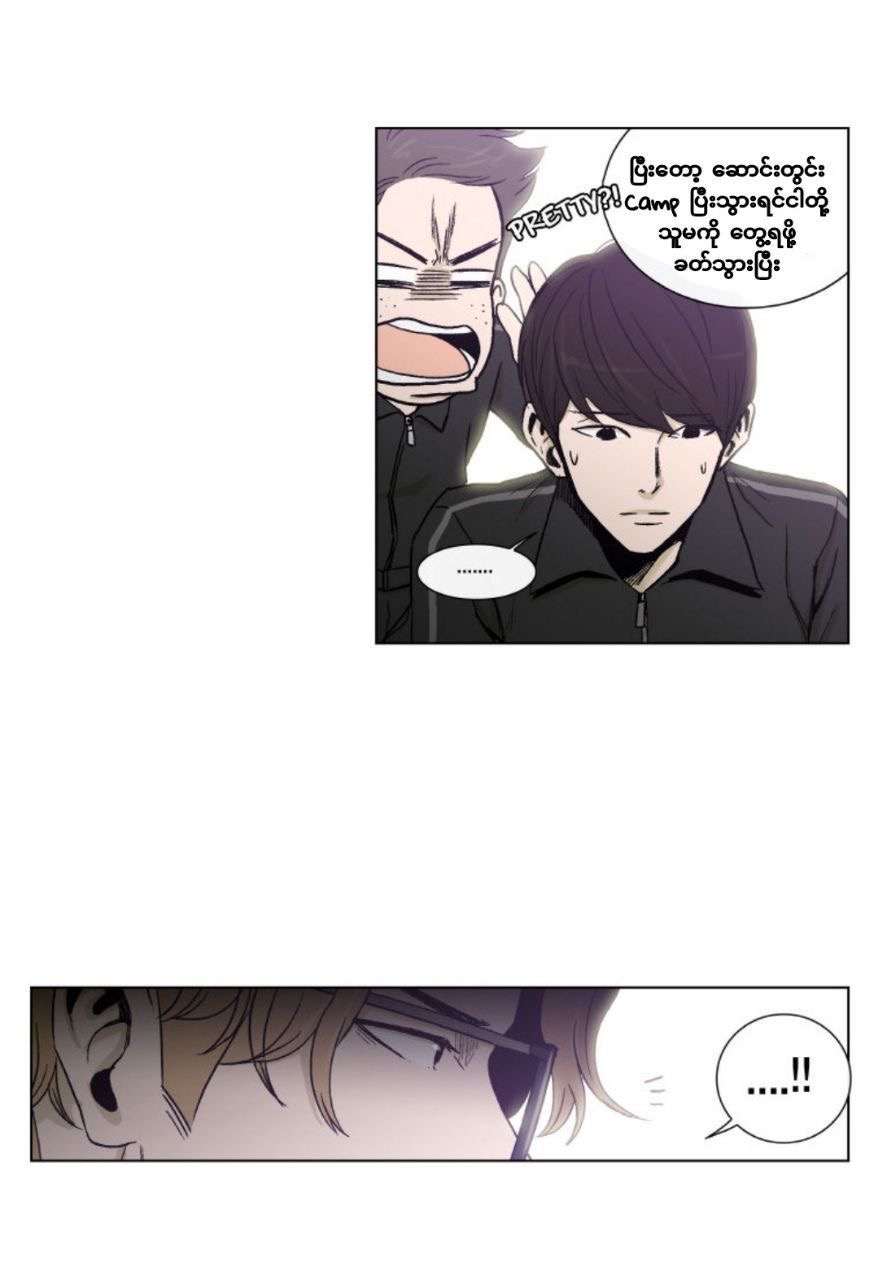 ပြီးတော့ ဆောင်းတွင်း
Camp ပြီးသွားရင်ငါတို့
သူမကို တွေ့ရဖို့
ခတ်သွားပြီး
PRETTY?!
.......
....!!